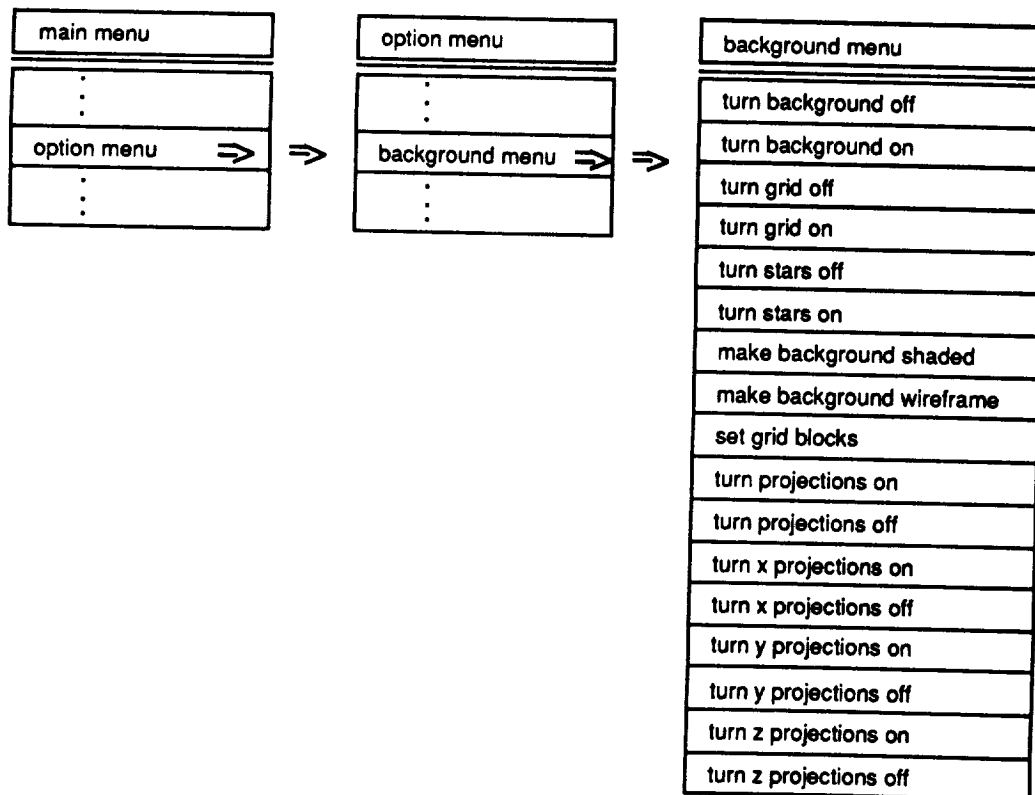 main menu
option menu
option menu
background menu
background menu
turn background off
turn background on
turn grid off
turn grid on
turn stars off
turn stars on
make background shaded
make background wireframe
set grid blocks
turn projections on
turn projections off
turn x projections on
turn x projections off
turn y projections on
turn y projections off
turn z projections on
turn z projections off